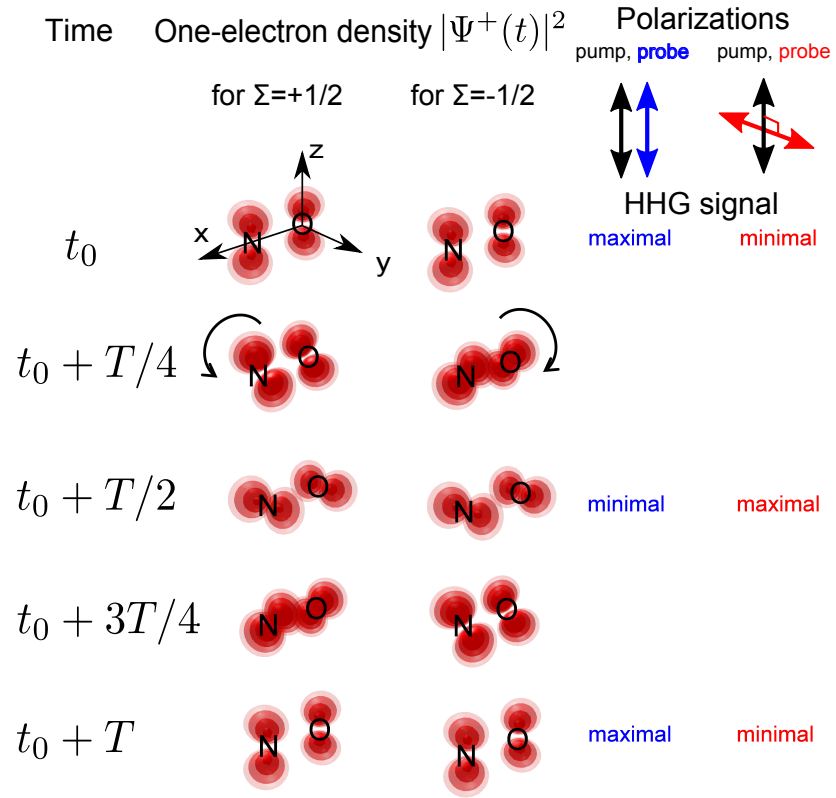 Time One-electron density |Ψ⁺(t)|² Polarizations
pump, probe pump, probe
for Σ=+1/2 for Σ=-1/2
HHG signal
t₀ x N O z y N O maximal minimal
t₀ + T/4 N O N O
t₀ + T/2 N O N O minimal maximal
t₀ + 3T/4 N O N O
t₀ + T N O N O maximal minimal